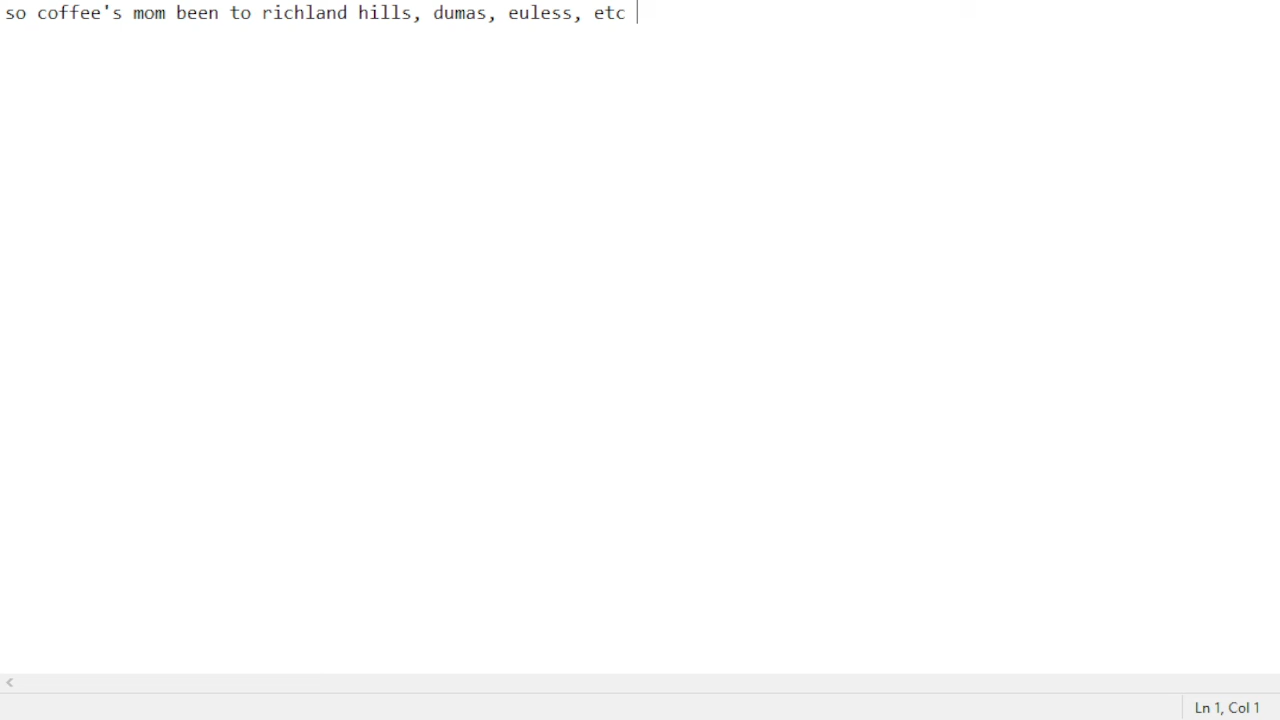 so coffee's mom been to richland hills, dumas, euless, etc
Ln 1, Col 1